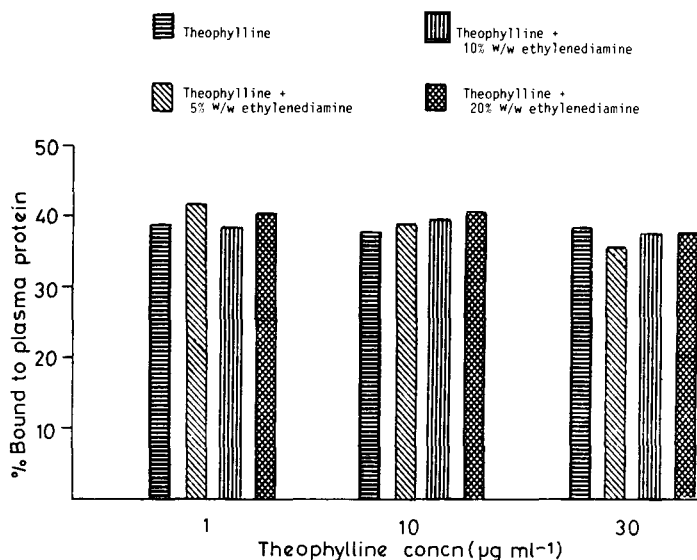 Theophylline
Theophylline +
10% w/w ethylenediamine
Theophylline +
5% w/w ethylenediamine
Theophylline +
20% w/w ethylenediamine
50
40
30
20
10
% Bound to plasma protein
1
10
30
Theophylline concn (μg ml⁻¹)